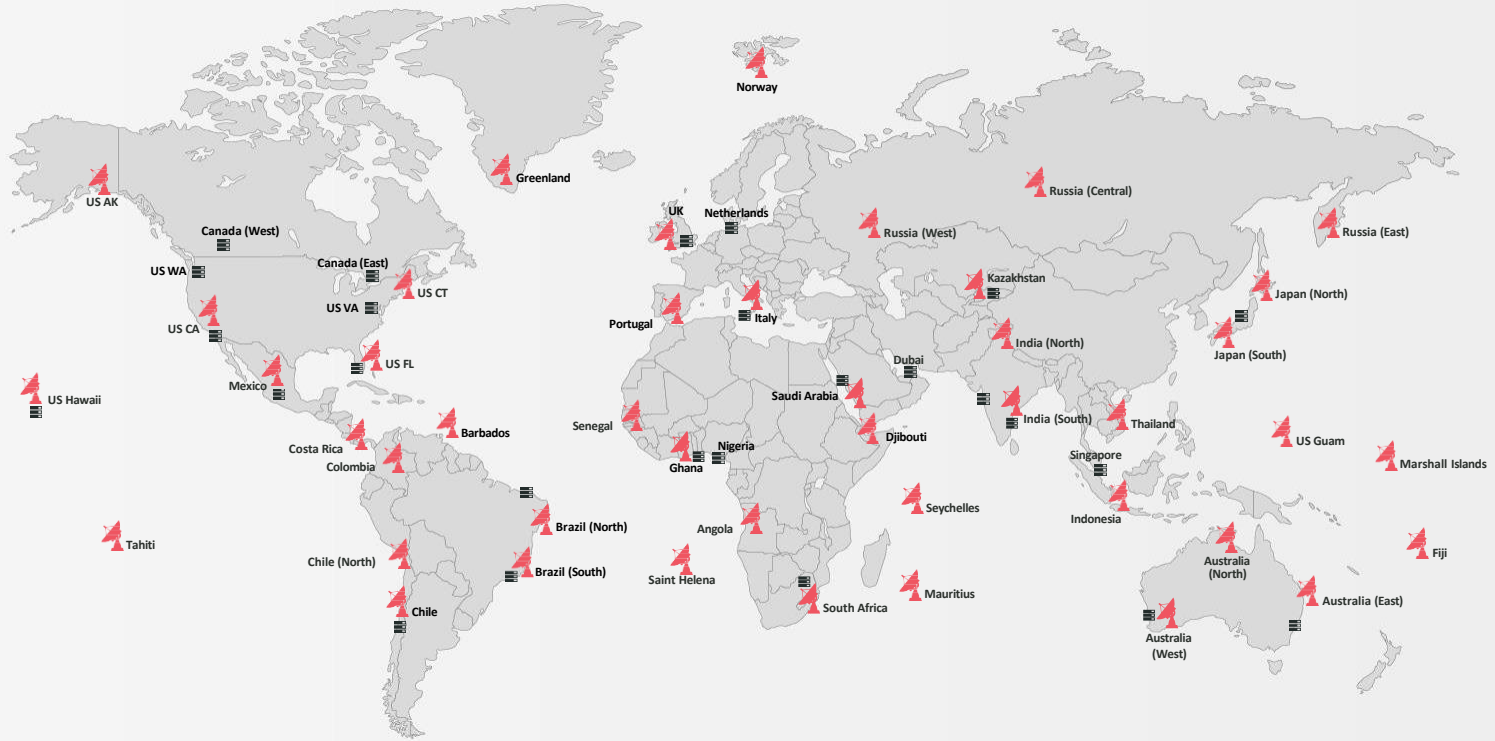 Norway
Greenland
US AK
Russia (Central)
UK
Netherlands
Canada (West)
Russia (West)
Russia (East)
Canada (East)
US WA
US CT
Kazakhstan
Japan (North)
US VA
Portugal
Italy
US CA
India (North)
Japan (South)
US FL
Dubai
Mexico
US Hawaii
Saudi Arabia
Senegal
India (South)
Thailand
Barbados
Djibouti
US Guam
Costa Rica
Nigeria
Colombia
Ghana
Singapore
Marshall Islands
Seychelles
Indonesia
Brazil (North)
Angola
Tahiti
Fiji
Chile (North)
Brazil (South)
Saint Helena
Australia
(North)
Mauritius
Australia (East)
South Africa
Chile
Australia
(West)